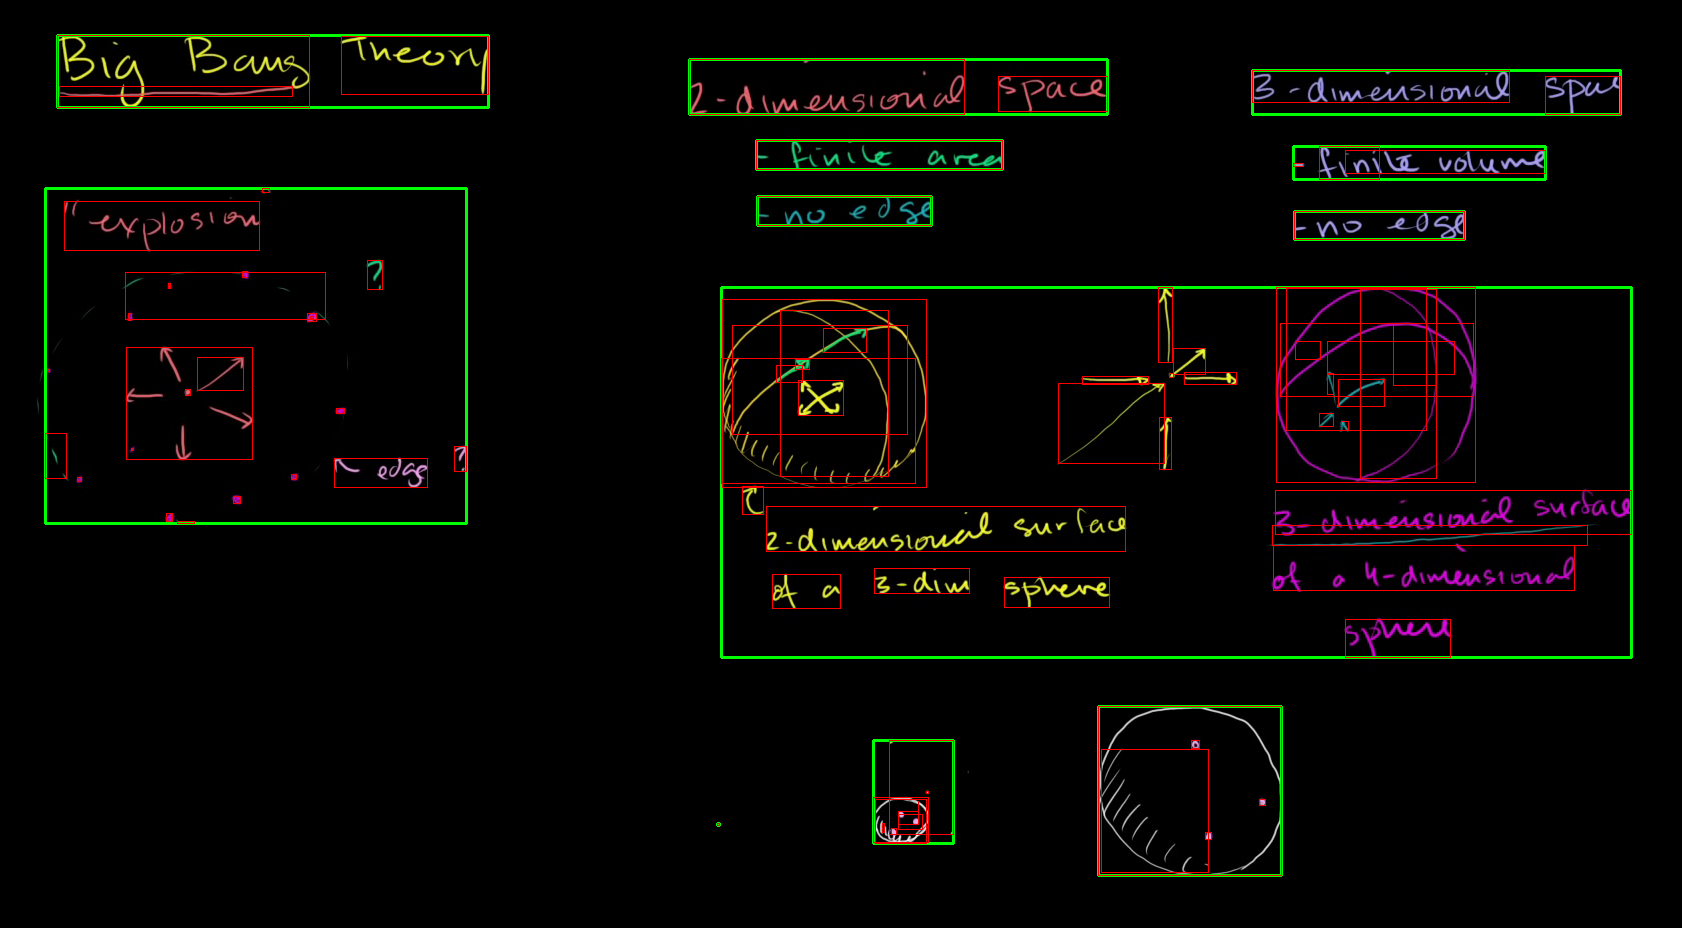 Big Bang Theory
"explosion
?
edge
?
2-dimensional space
- finite area
- no edge
3-dimensional spac
- finite volume
- no edge
2-dimensional surface
of a 3-dim sphere
3-dimensional surface
of a 4-dimensional
sphere